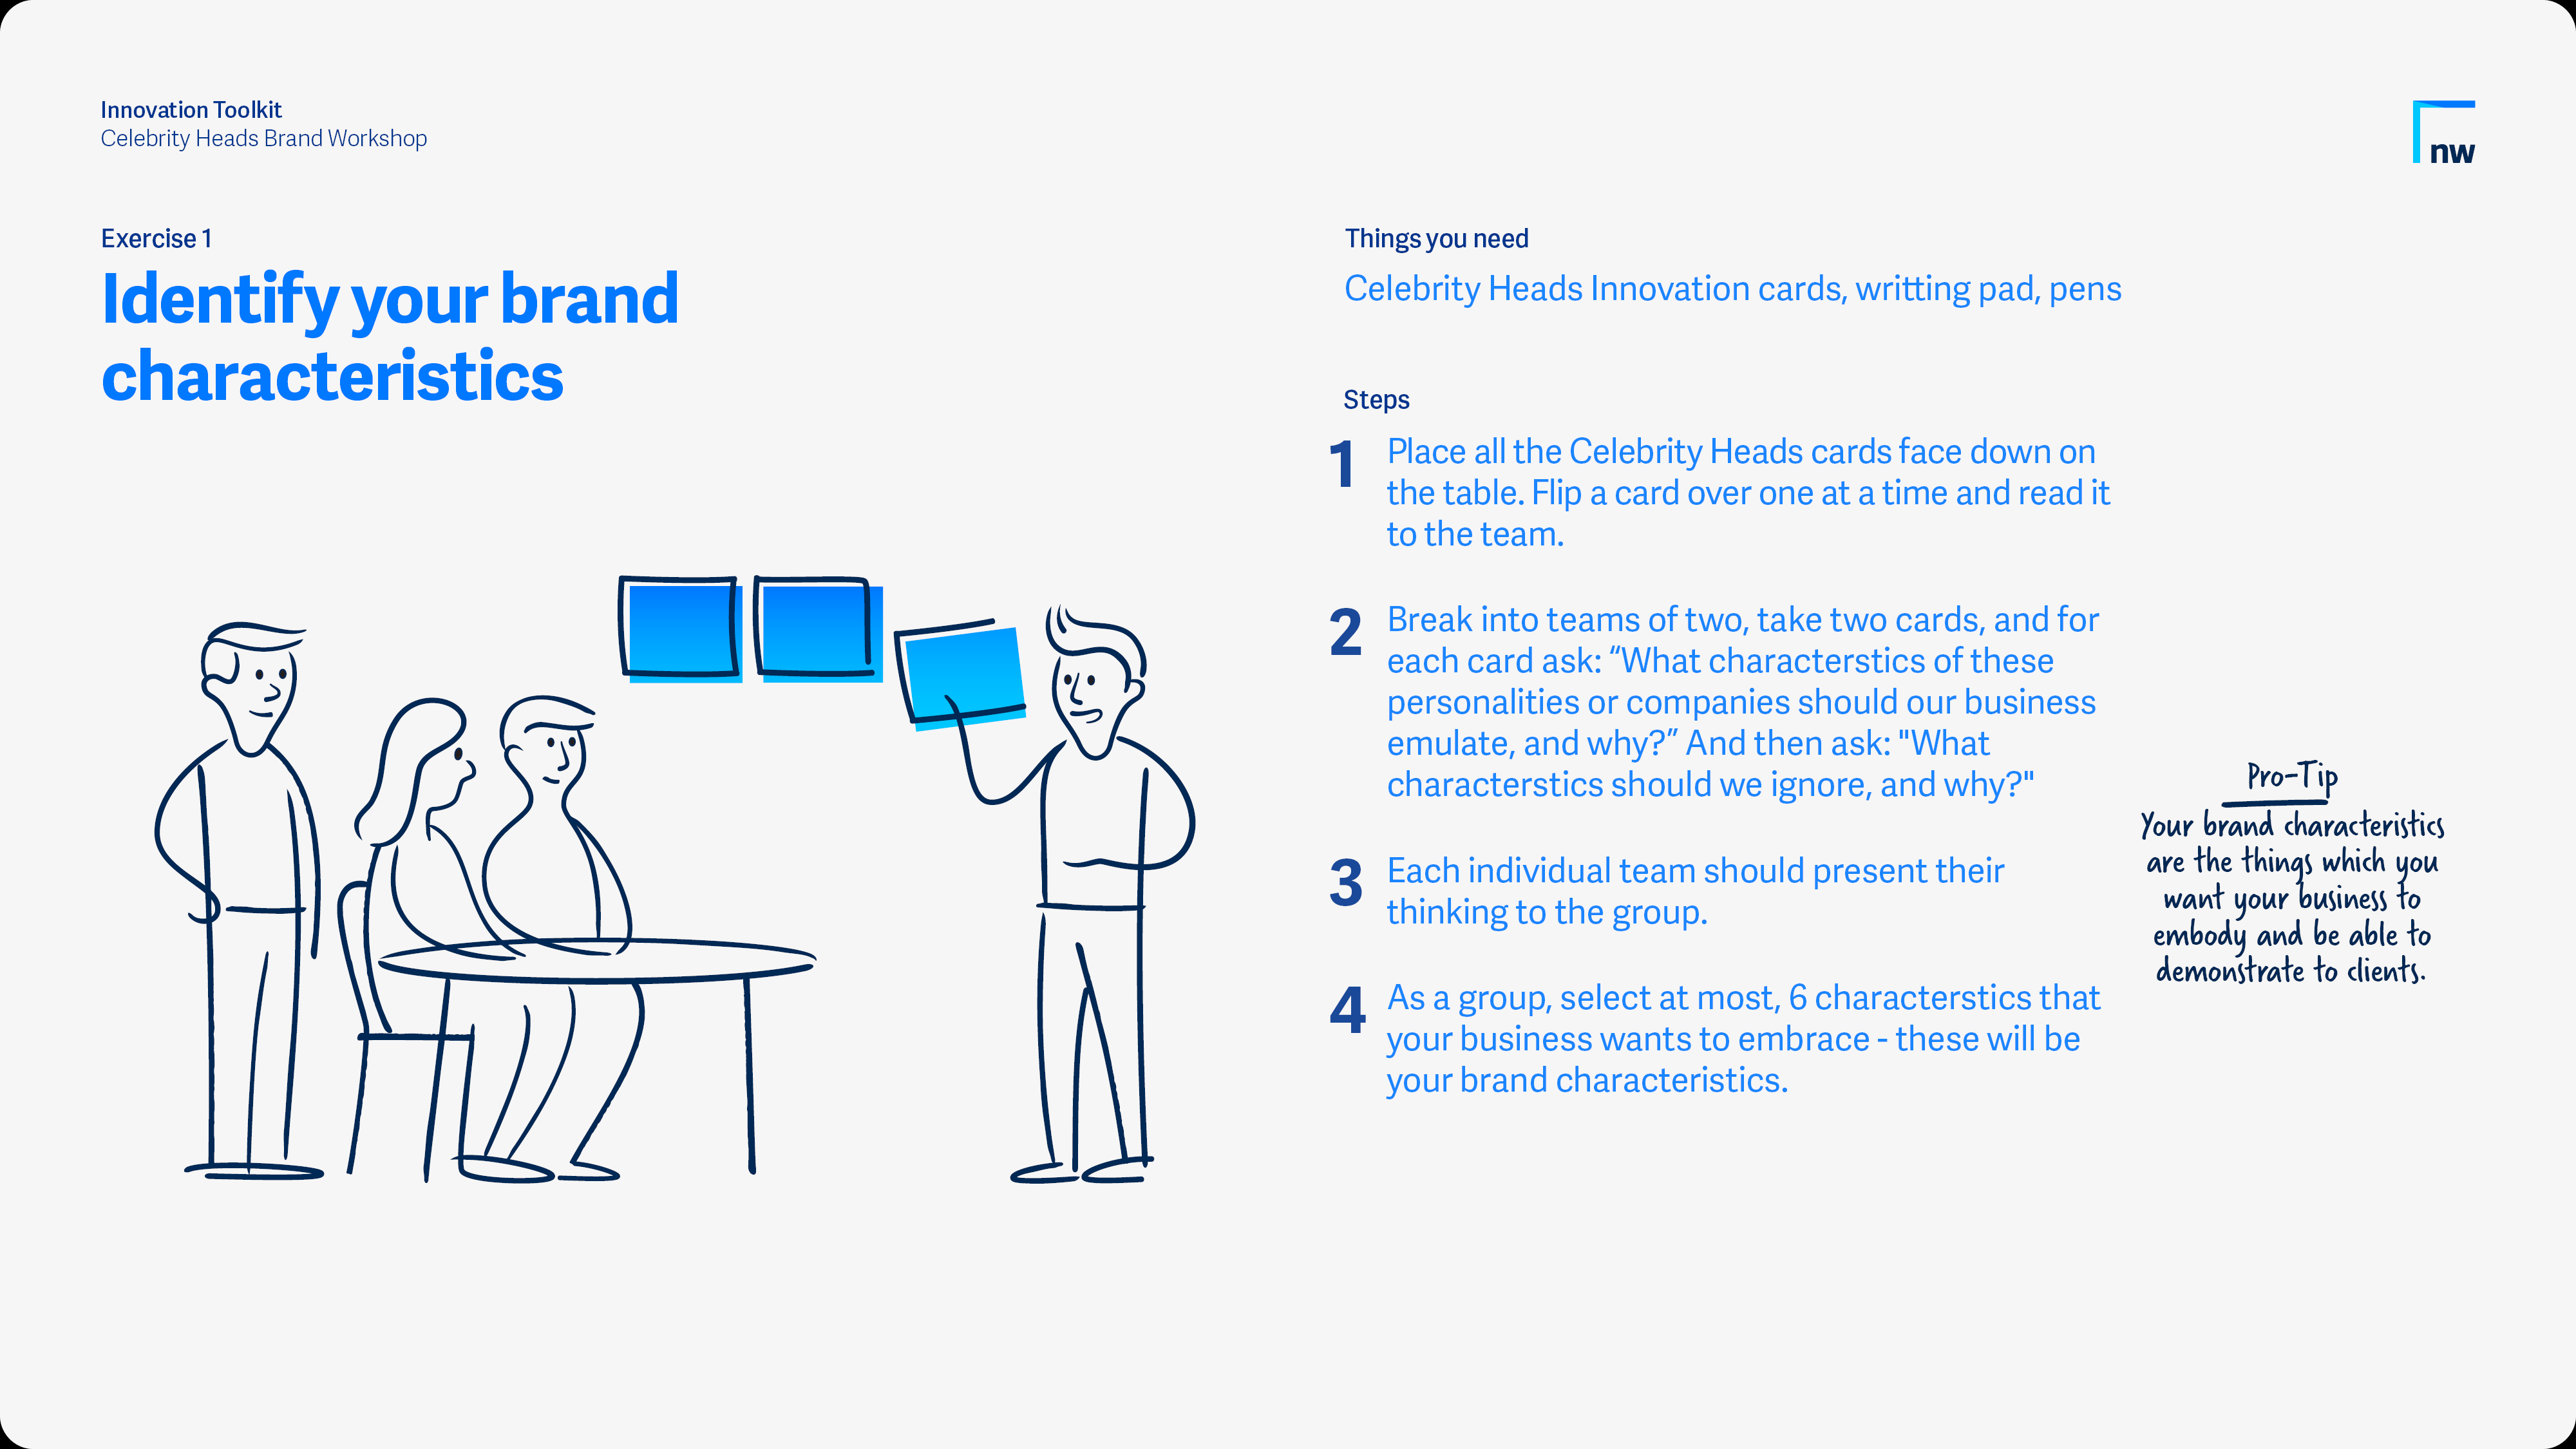 Innovation Toolkit
Celebrity Heads Brand Workshop
nw
Exercise 1
Identify your brand
characteristics
Things you need
Celebrity Heads Innovation cards, writting pad, pens
Steps
1
Place all the Celebrity Heads cards face down on
the table. Flip a card over one at a time and read it
to the team.
2
Break into teams of two, take two cards, and for
each card ask: “What characterstics of these
personalities or companies should our business
emulate, and why?” And then ask: "What
characterstics should we ignore, and why?"
3
Each individual team should present their
thinking to the group.
4
As a group, select at most, 6 characterstics that
your business wants to embrace - these will be
your brand characteristics.
Pro-Tip
Your brand characteristics
are the things which you
want your business to
embody and be able to
demonstrate to clients.